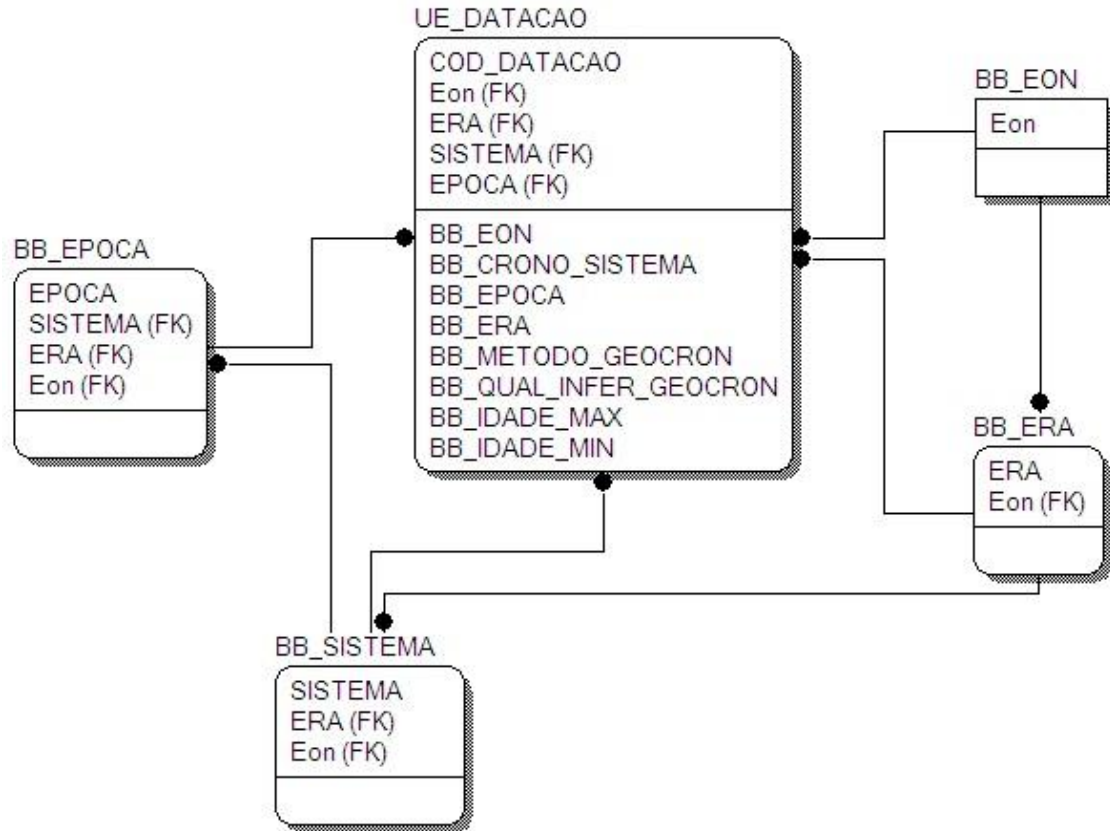 UE_DATACAO
COD_DATACAO
Eon (FK)
ERA (FK)
SISTEMA (FK)
EPOCA (FK)
BB_EON
BB_CRONO_SISTEMA
BB_EPOCA
BB_ERA
BB_METODO_GEOCRON
BB_QUAL_INFER_GEOCRON
BB_IDADE_MAX
BB_IDADE_MIN
BB_EON
Eon
BB_EPOCA
EPOCA
SISTEMA (FK)
ERA (FK)
Eon (FK)
BB_ERA
ERA
Eon (FK)
BB_SISTEMA
SISTEMA
ERA (FK)
Eon (FK)